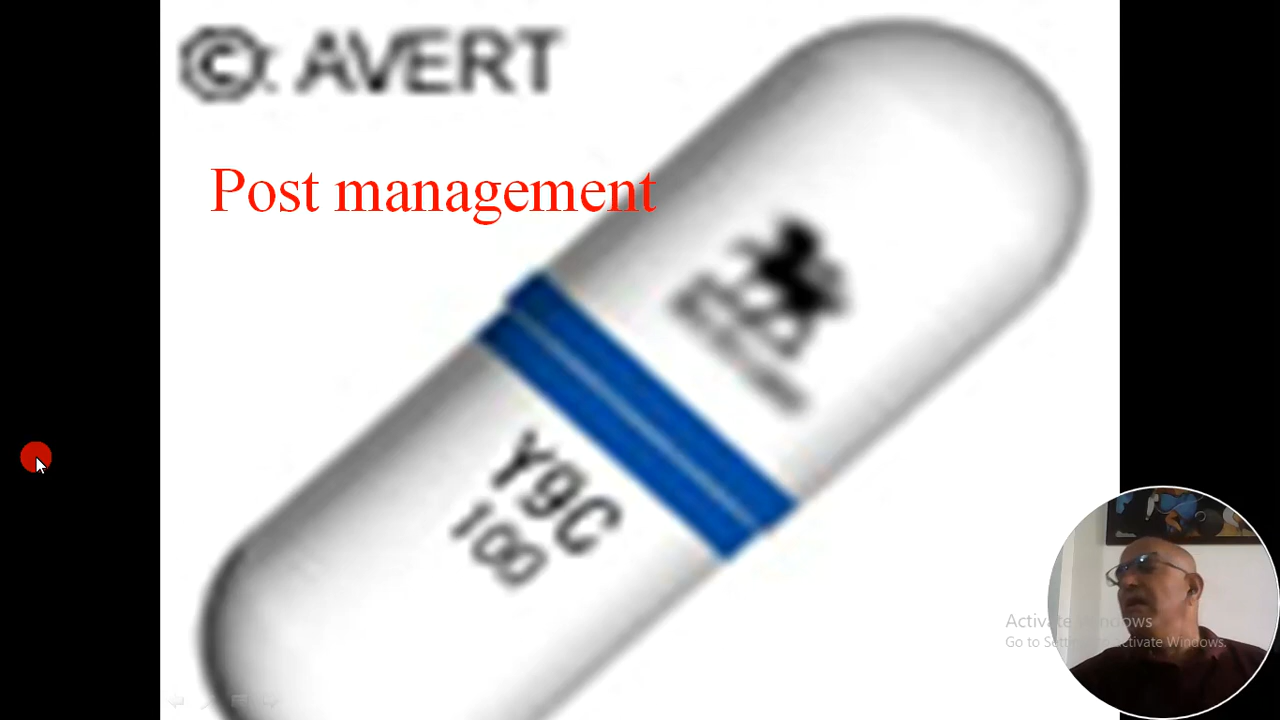 ©: AVERT
Post management
Y9C
100
Activate Windows
Go to Settings to activate Windows.